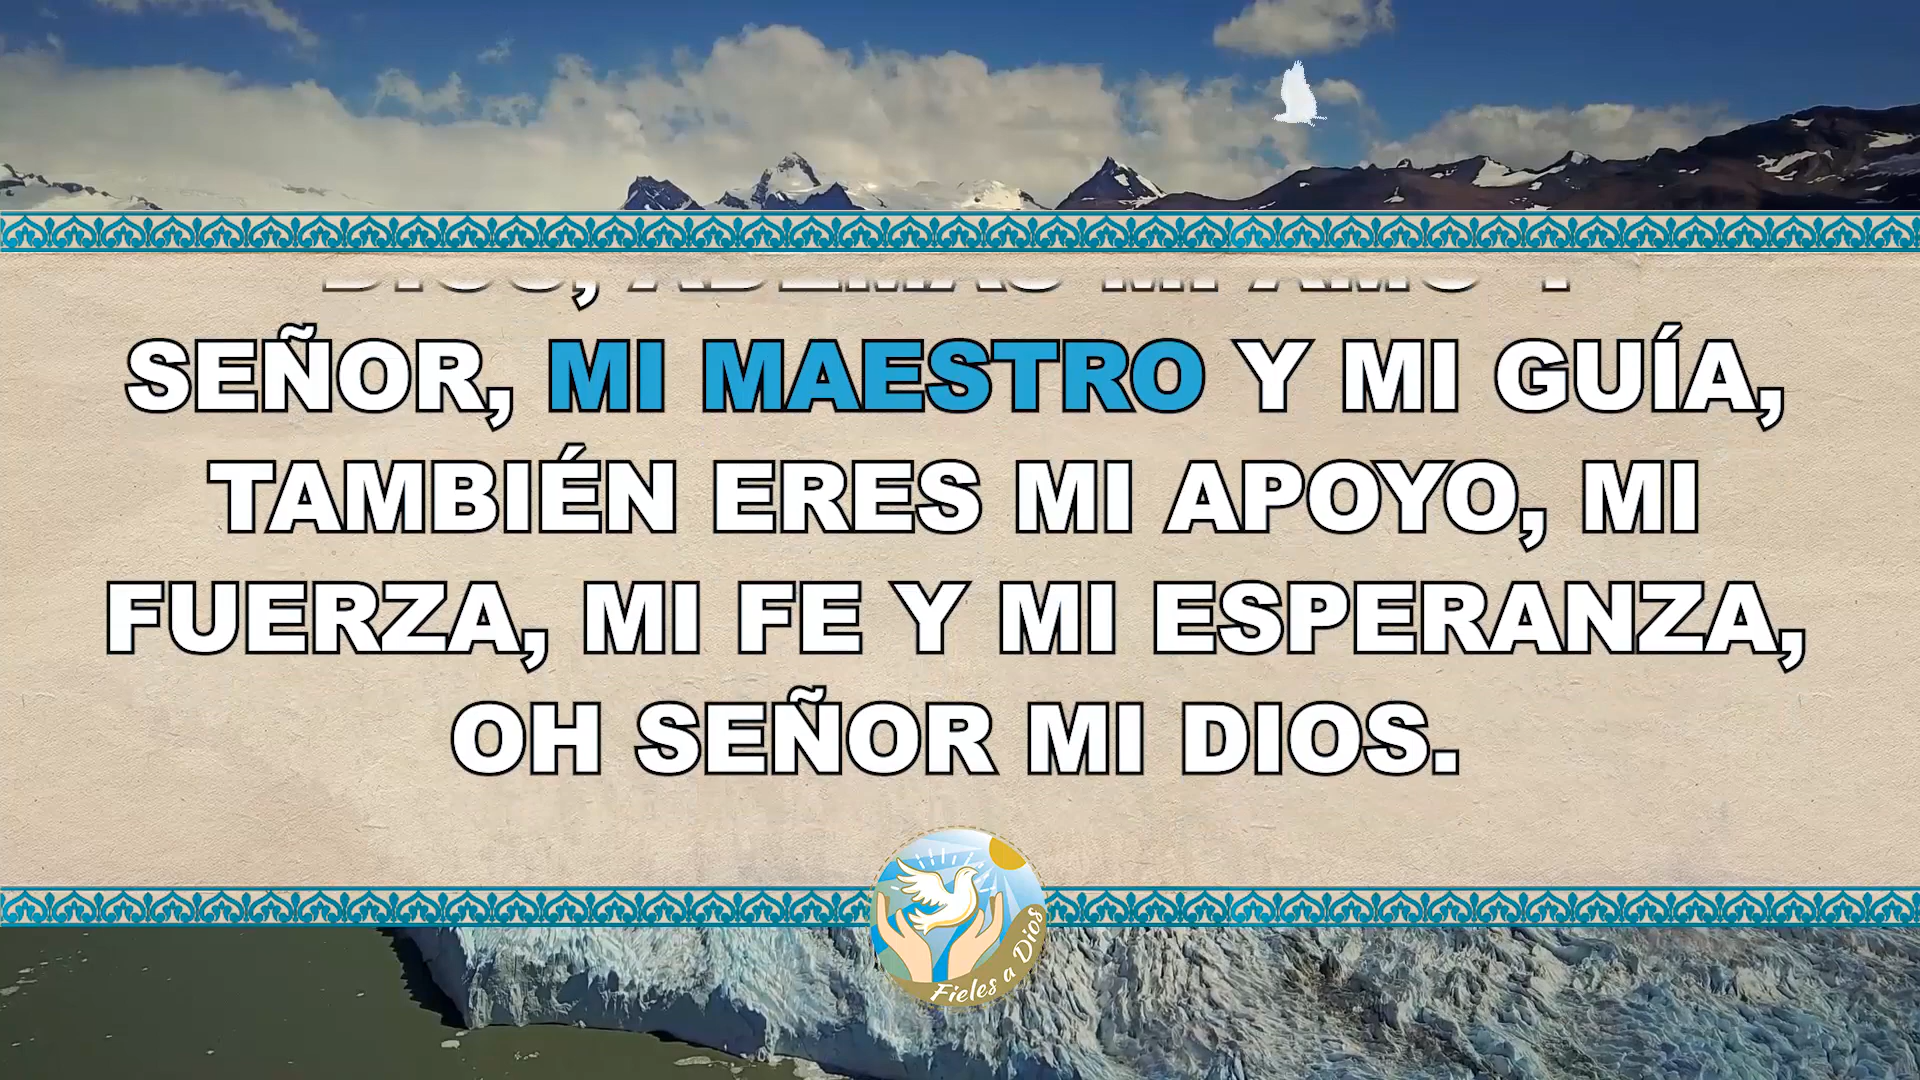 DIOS, ADEMÁS MI AMO Y
SEÑOR, MI MAESTRO Y MI GUÍA,
TAMBIÉN ERES MI APOYO, MI
FUERZA, MI FE Y MI ESPERANZA,
OH SEÑOR MI DIOS.
Fieles a Dios